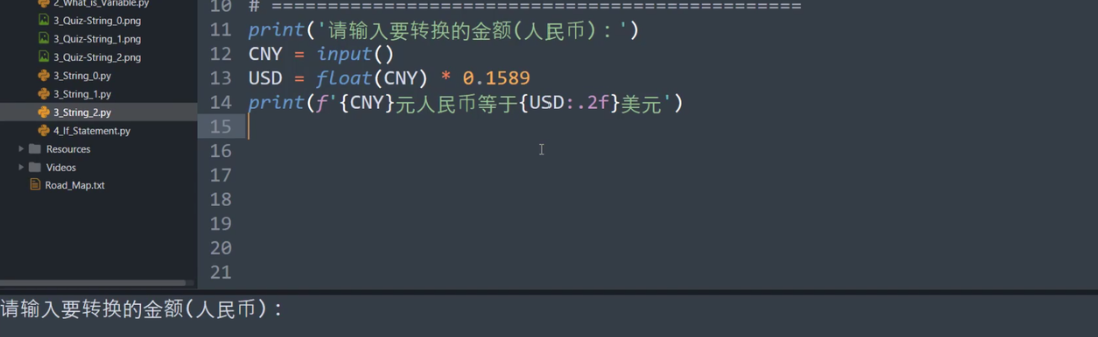 2_What_is_Variable.py
3_Quiz-String_0.png
3_Quiz-String_1.png
3_Quiz-String_2.png
3_String_0.py
3_String_1.py
3_String_2.py
4_If_Statement.py
Resources
Videos
Road_Map.txt
10 # ===============================================
11 print('请输入要转换的金额(人民币)：')
12 CNY = input()
13 USD = float(CNY) * 0.1589
14 print(f'{CNY}元人民币等于{USD:.2f}美元')
15
16
17
18
19
20
21
请输入要转换的金额(人民币)：